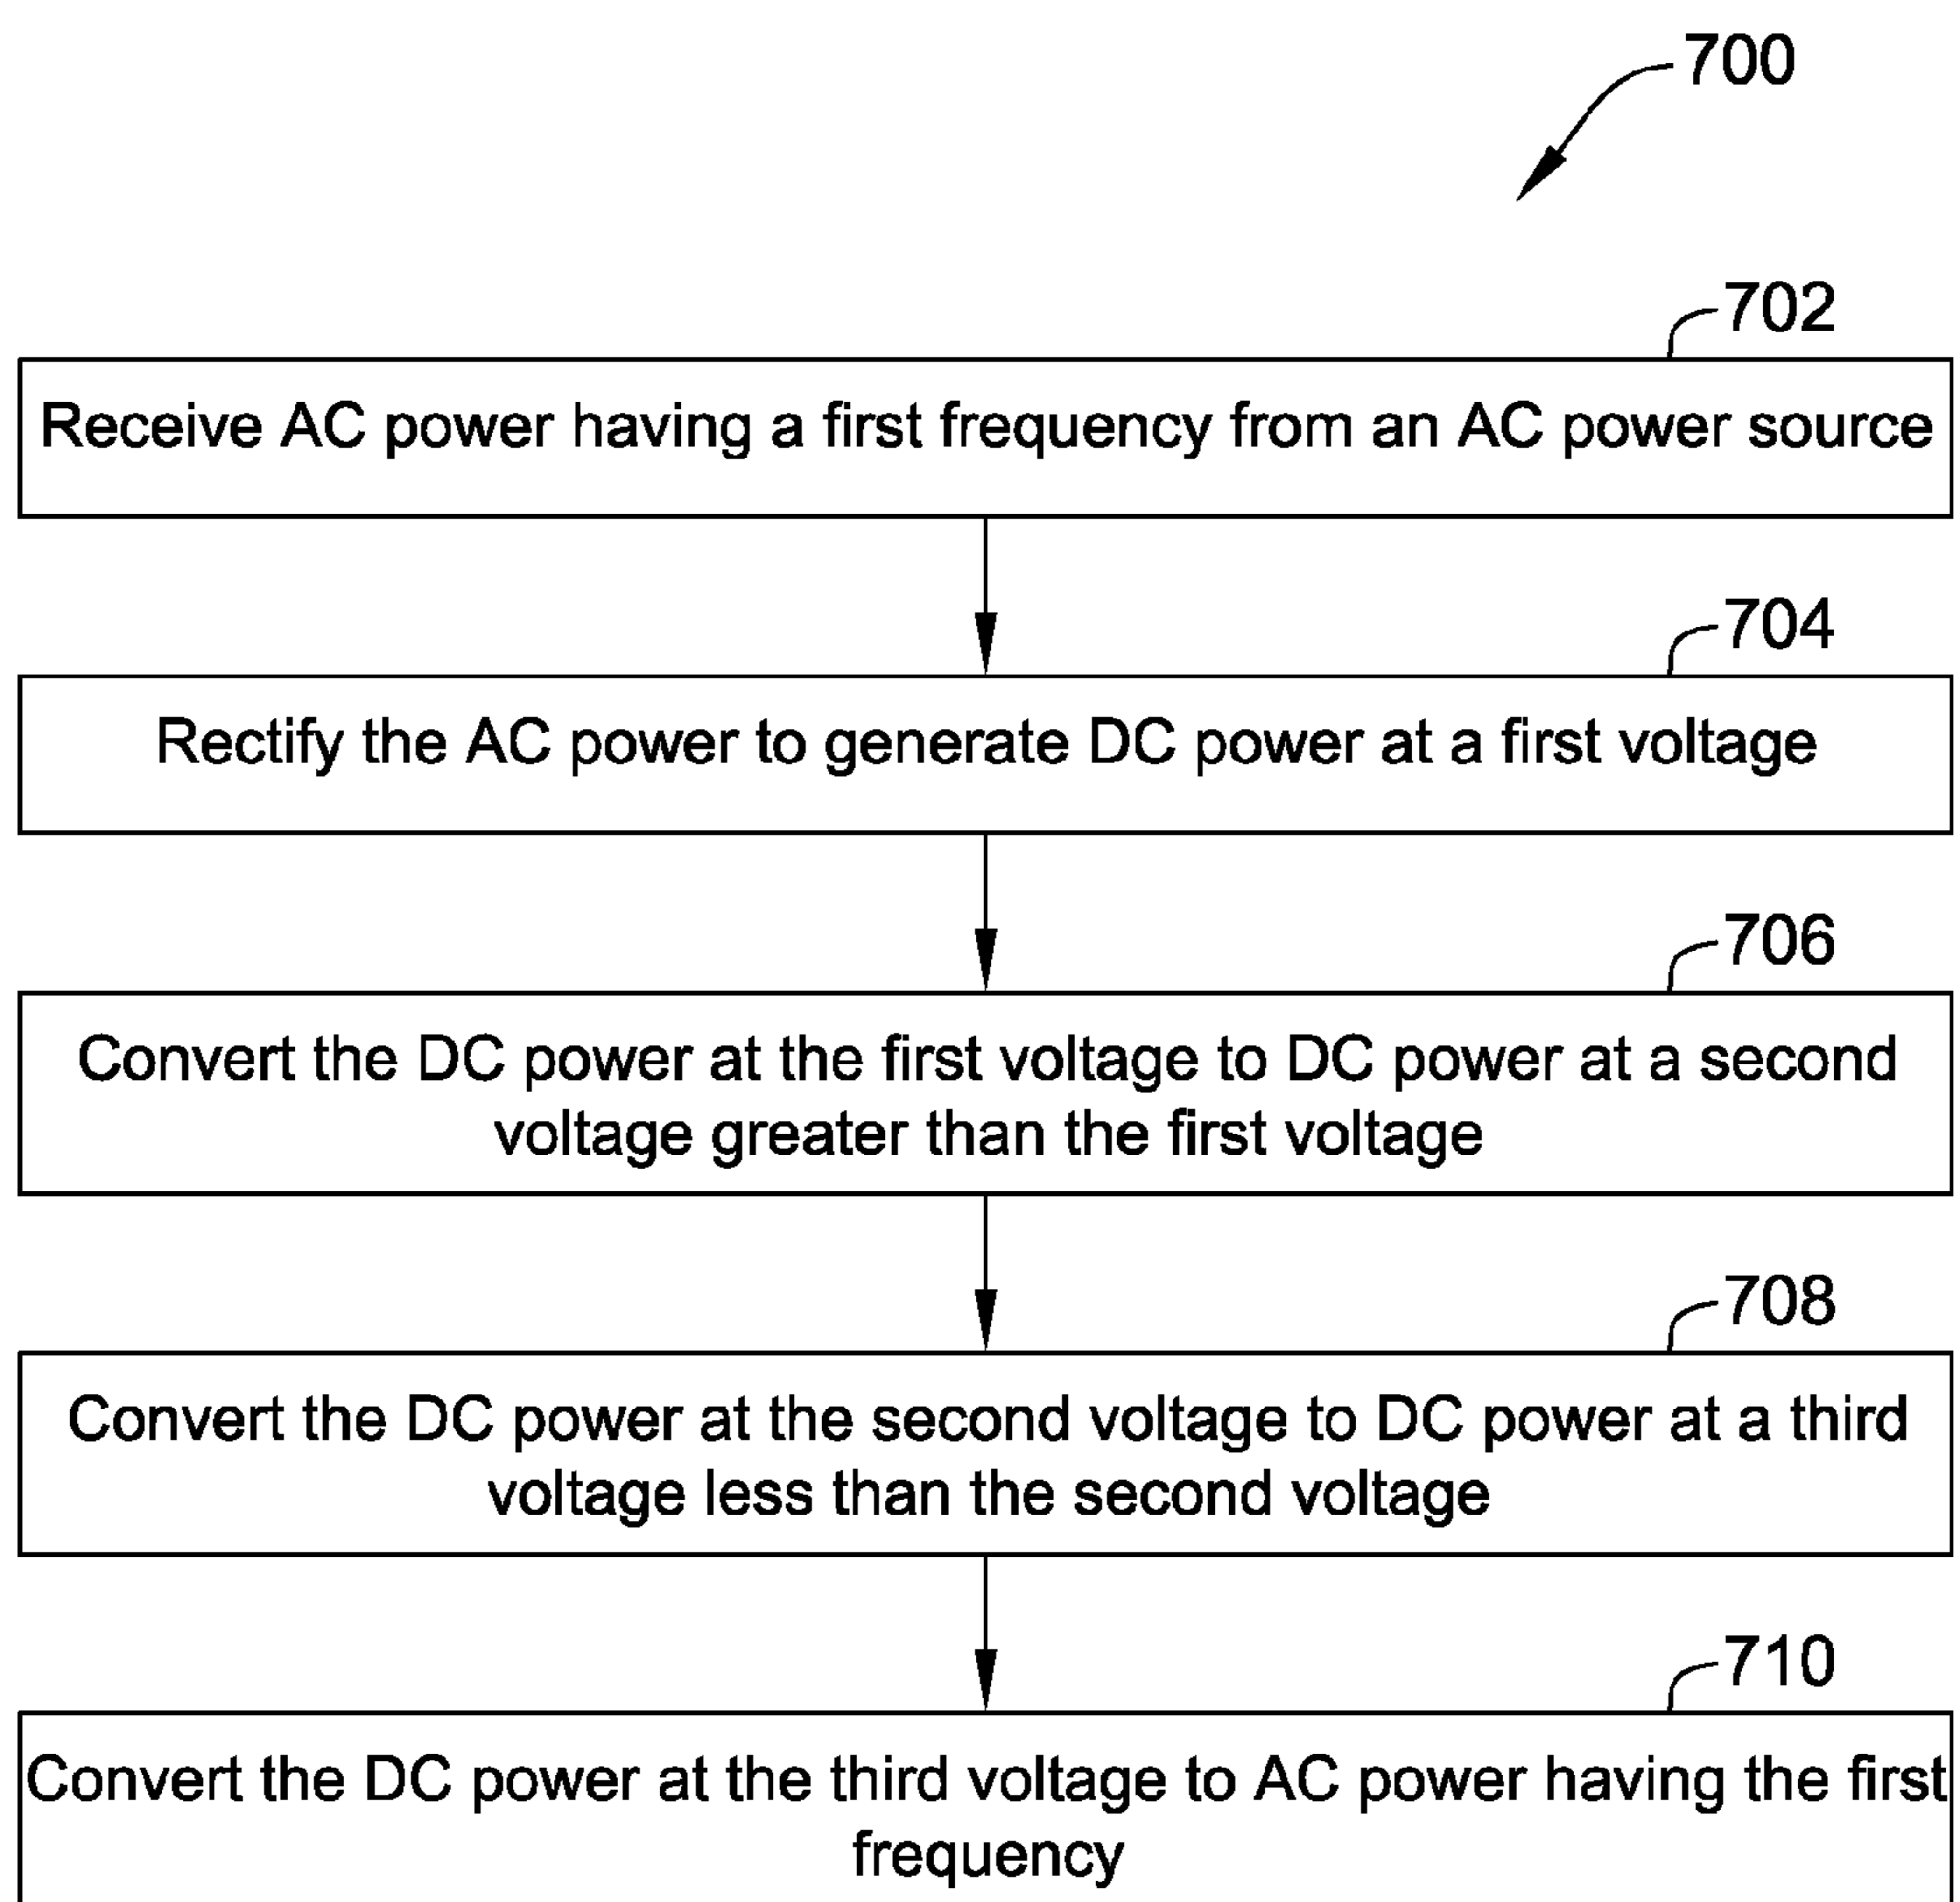 700
702
Receive AC power having a first frequency from an AC power source
704
Rectify the AC power to generate DC power at a first voltage
706
Convert the DC power at the first voltage to DC power at a second
voltage greater than the first voltage
708
Convert the DC power at the second voltage to DC power at a third
voltage less than the second voltage
710
Convert the DC power at the third voltage to AC power having the first
frequency